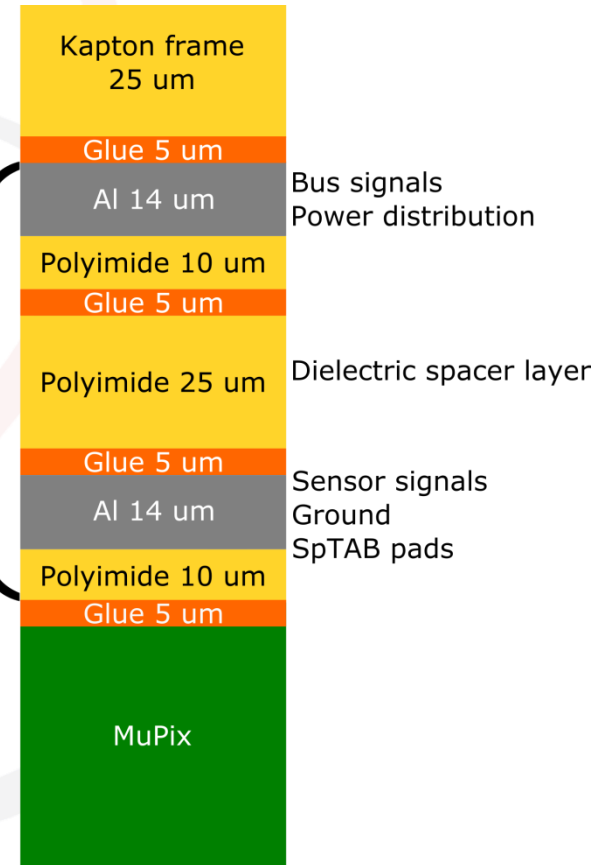 Kapton frame
25 um
Glue 5 um
Al 14 um
Bus signals
Power distribution
Polyimide 10 um
Glue 5 um
Polyimide 25 um
Dielectric spacer layer
Glue 5 um
Al 14 um
Sensor signals
Ground
SpTAB pads
Polyimide 10 um
Glue 5 um
MuPix